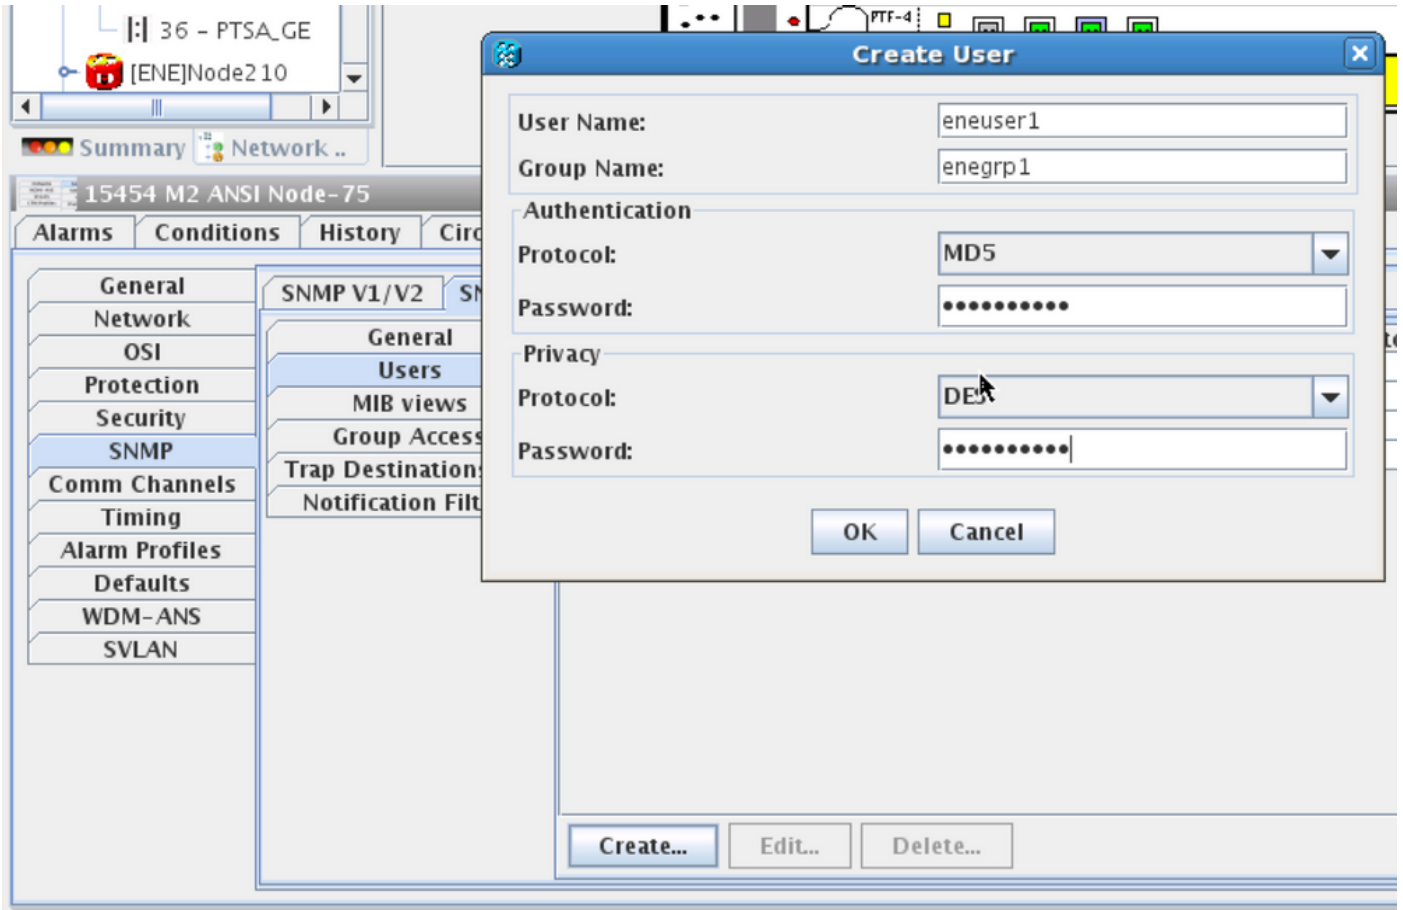 36 - PTSA_GE
[ENE]Node210
Summary
Network ..
15454 M2 ANSI Node-75
Alarms
Conditions
History
General
Network
OSI
Protection
Security
SNMP
Comm Channels
Timing
Alarm Profiles
Defaults
WDM-ANS
SVLAN
SNMP V1/V2
General
Users
MIB views
Group Access
Trap Destinations
Notification Filt
PTF-4
Create User
User Name:
eneuser1
Group Name:
enegrp1
Authentication
Protocol:
MD5
Password:
••••••••••
Privacy
Protocol:
DES
Password:
••••••••••
OK
Cancel
Create...
Edit...
Delete...